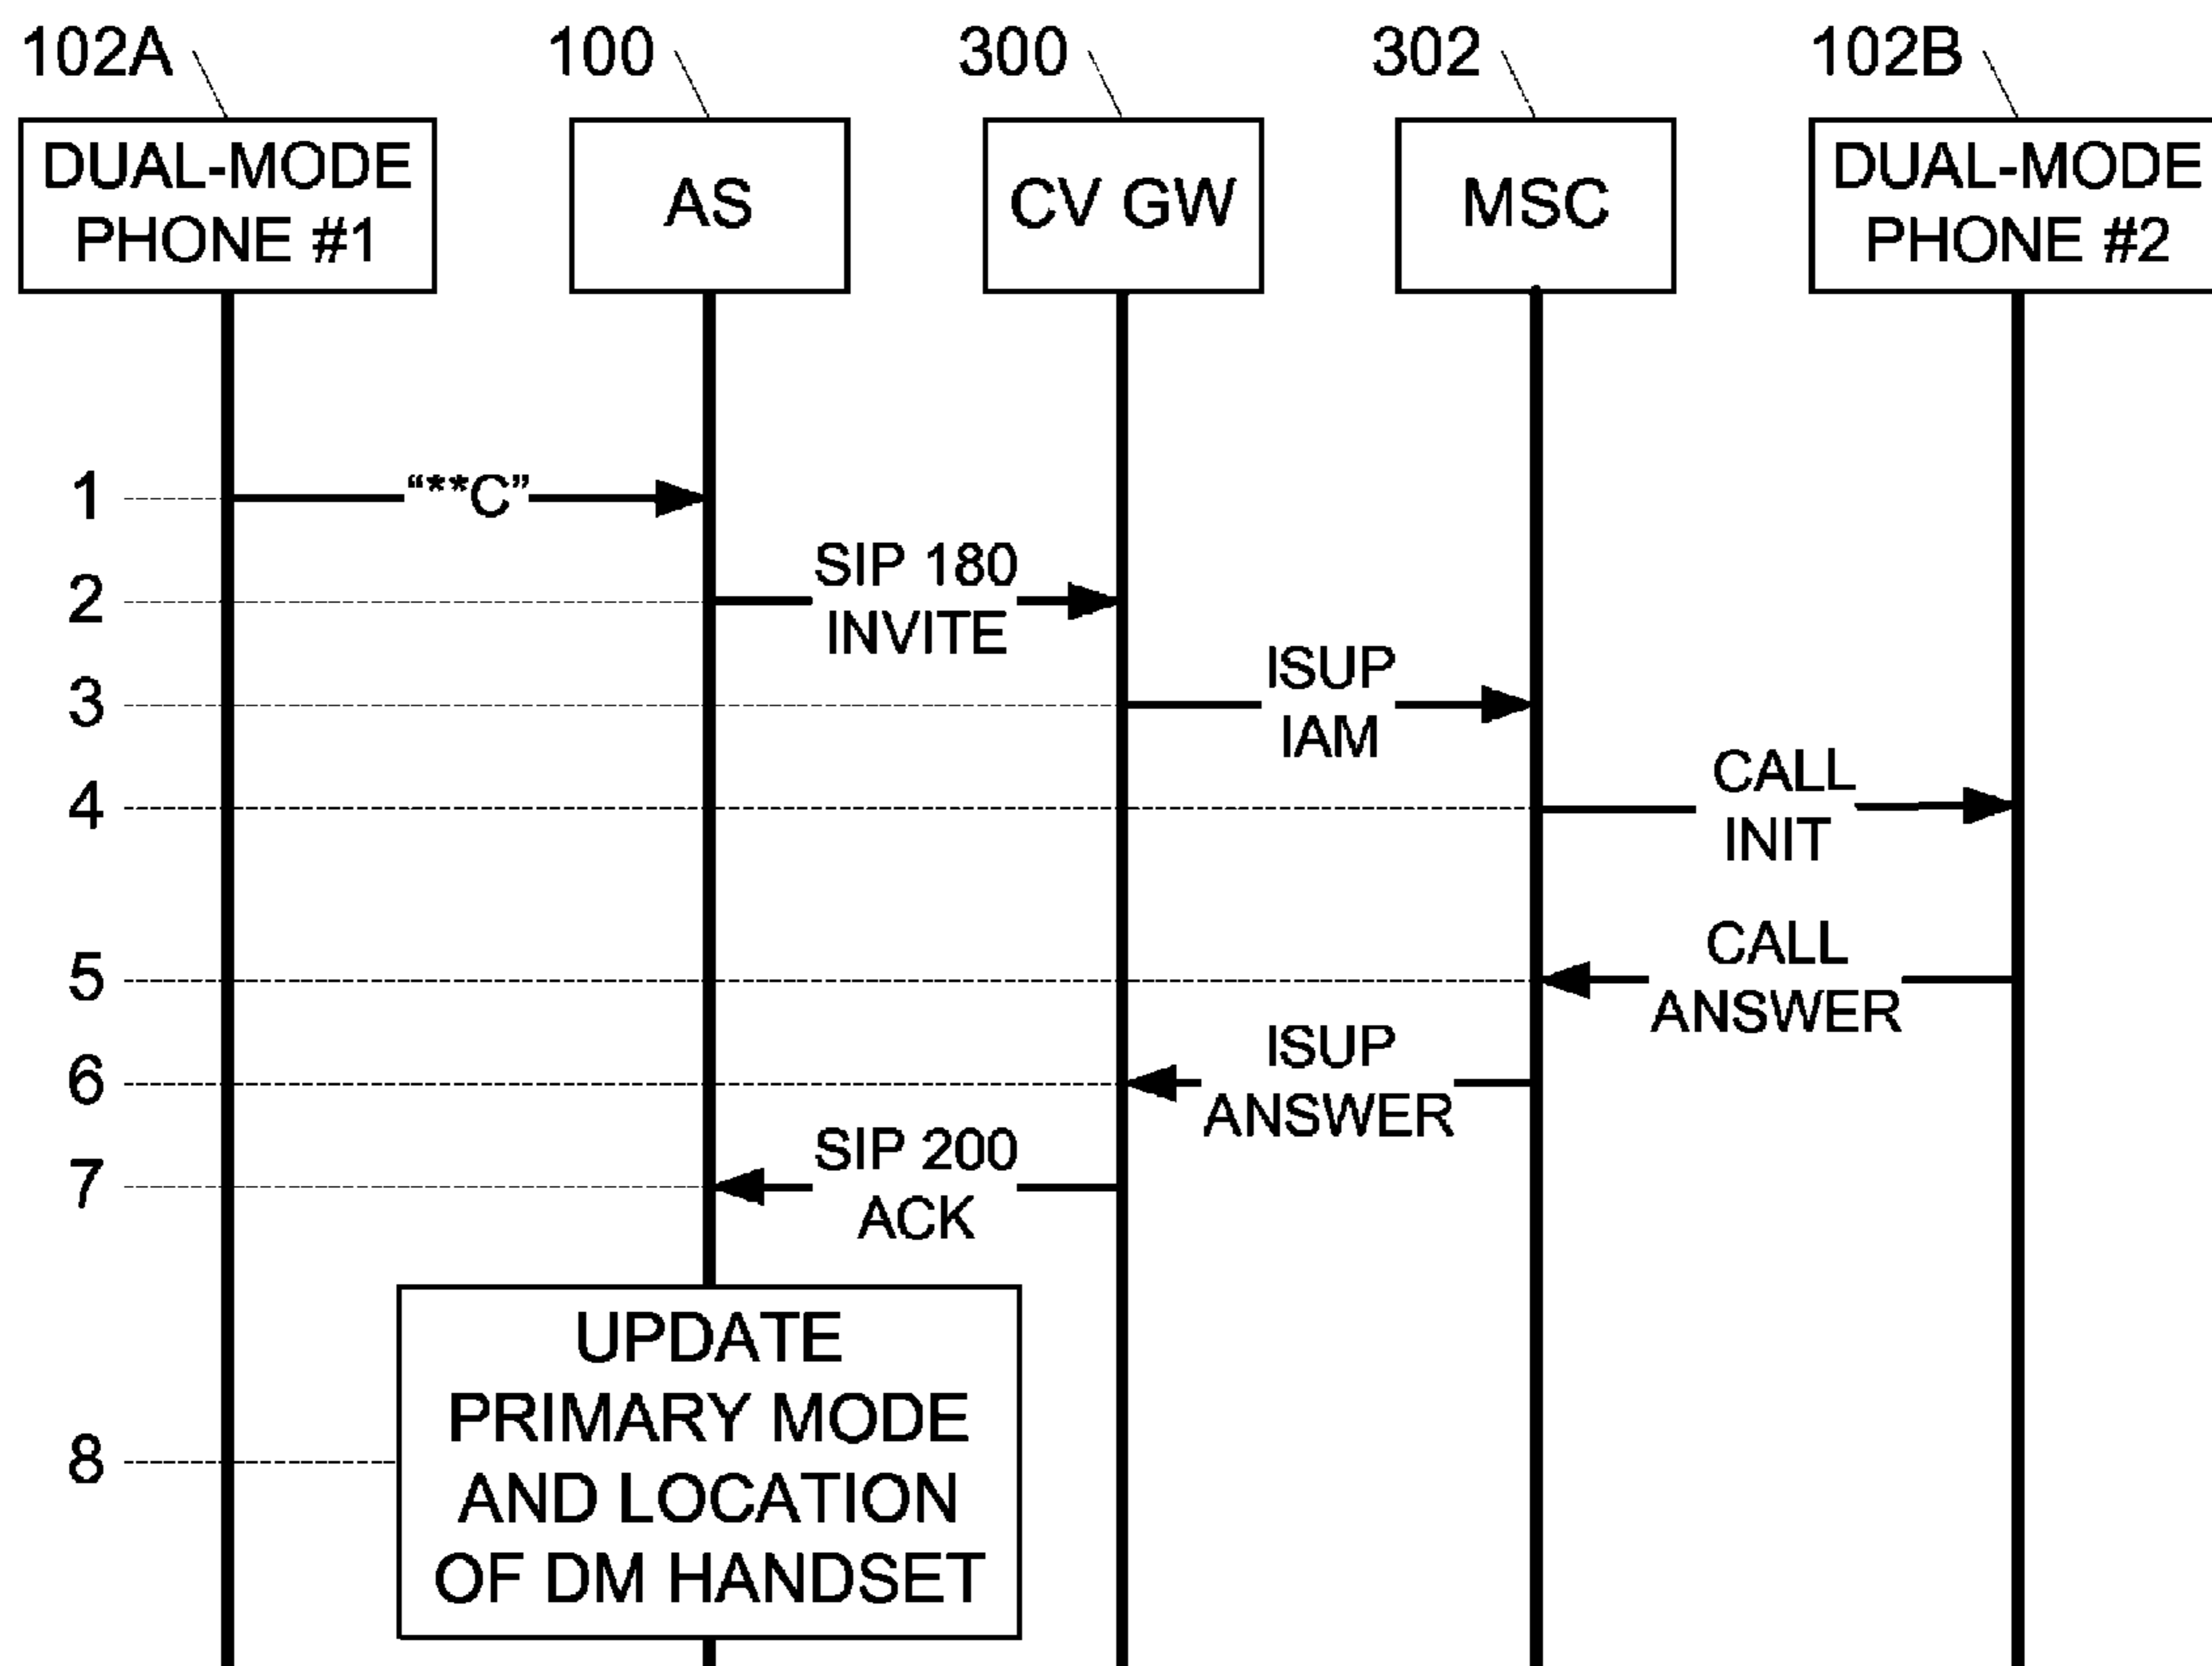 102A
100
300
302
102B
DUAL-MODE
PHONE #1
AS
CV GW
MSC
DUAL-MODE
PHONE #2
1
“**C”
2
SIP 180
INVITE
3
ISUP
IAM
4
CALL
INIT
5
CALL
ANSWER
6
ISUP
ANSWER
7
SIP 200
ACK
8
UPDATE
PRIMARY MODE
AND LOCATION
OF DM HANDSET